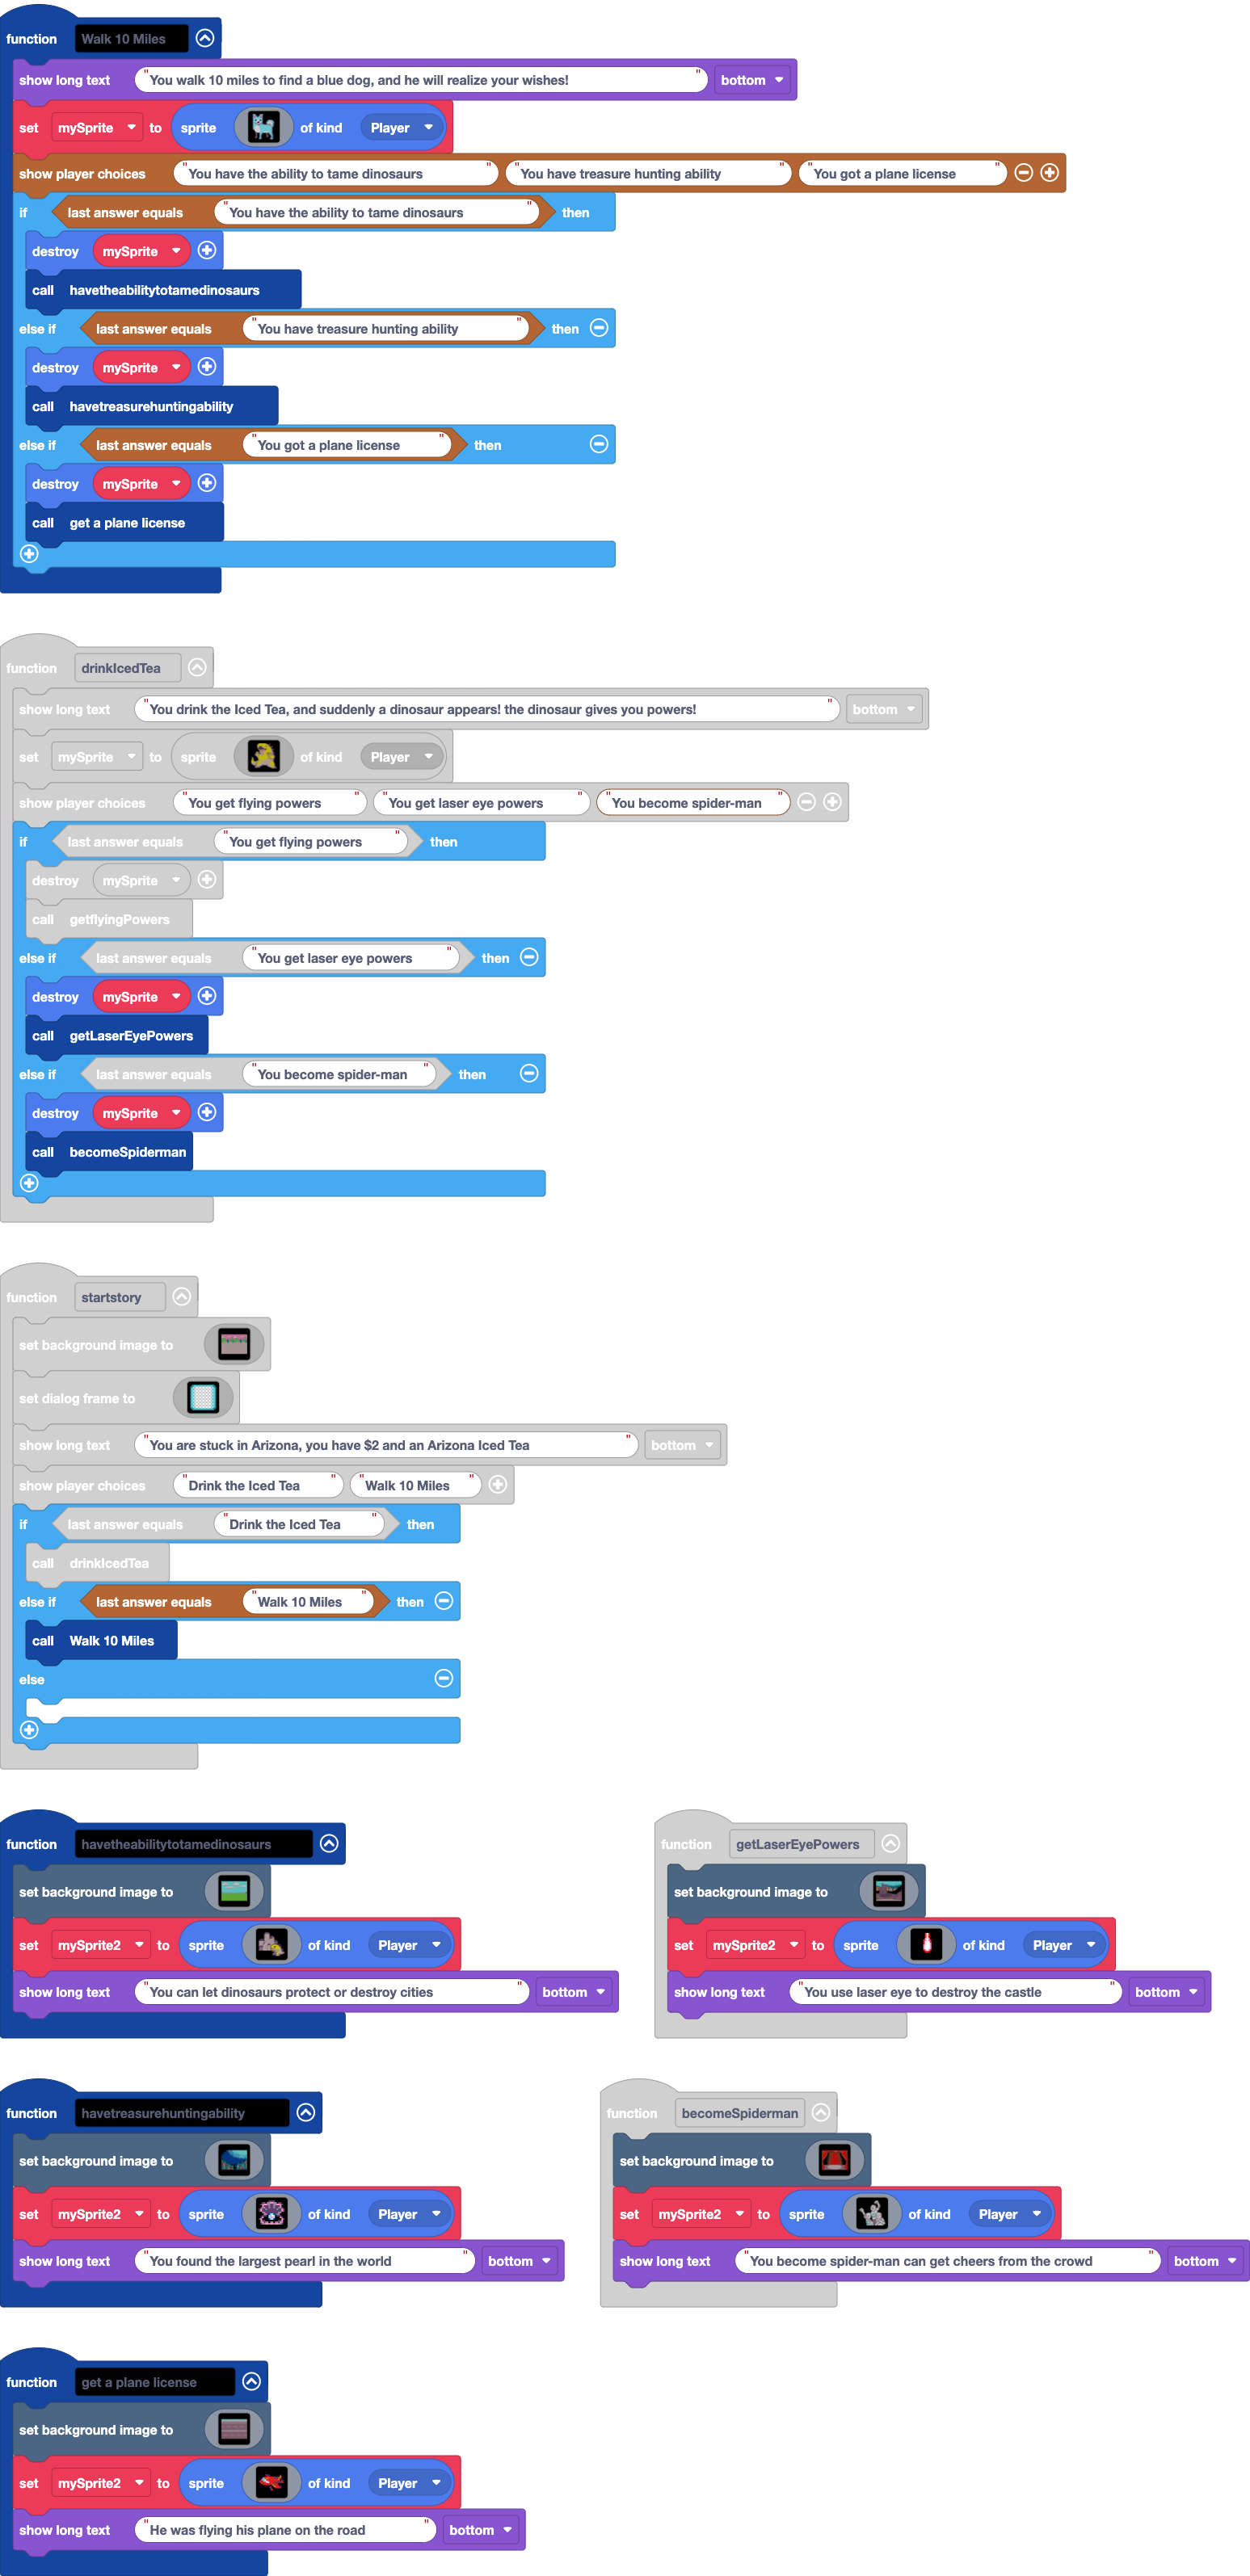 function Walk 10 Miles
show long text "You walk 10 miles to find a blue dog, and he will realize your wishes!" bottom
set mySprite to sprite of kind Player
show player choices "You have the ability to tame dinosaurs" "You have treasure hunting ability" "You got a plane license"
if last answer equals "You have the ability to tame dinosaurs" then
destroy mySprite
call havetheabilitytotamedinosaurs
else if last answer equals "You have treasure hunting ability" then
destroy mySprite
call havetreasurehuntingability
else if last answer equals "You got a plane license" then
destroy mySprite
call get a plane license
function drinkIcedTea
show long text "You drink the Iced Tea, and suddenly a dinosaur appears! the dinosaur gives you powers!" bottom
set mySprite to sprite of kind Player
show player choices "You get flying powers" "You get laser eye powers" "You become spider-man"
if last answer equals "You get flying powers" then
destroy mySprite
call getflyingPowers
else if last answer equals "You get laser eye powers" then
destroy mySprite
call getLaserEyePowers
else if last answer equals "You become spider-man" then
destroy mySprite
call becomeSpiderman
function startstory
set background image to
set dialog frame to
show long text "You are stuck in Arizona, you have $2 and an Arizona Iced Tea" bottom
show player choices "Drink the Iced Tea" "Walk 10 Miles"
if last answer equals "Drink the Iced Tea" then
call drinkIcedTea
else if last answer equals "Walk 10 Miles" then
call Walk 10 Miles
else
function havetheabilitytotamedinosaurs
set background image to
set mySprite2 to sprite of kind Player
show long text "You can let dinosaurs protect or destroy cities" bottom
function getLaserEyePowers
set background image to
set mySprite2 to sprite of kind Player
show long text "You use laser eye to destroy the castle" bottom
function havetreasurehuntingability
set background image to
set mySprite2 to sprite of kind Player
show long text "You found the largest pearl in the world" bottom
function becomeSpiderman
set background image to
set mySprite2 to sprite of kind Player
show long text "You become spider-man can get cheers from the crowd" bottom
function get a plane license
set background image to
set mySprite2 to sprite of kind Player
show long text "He was flying his plane on the road" bottom